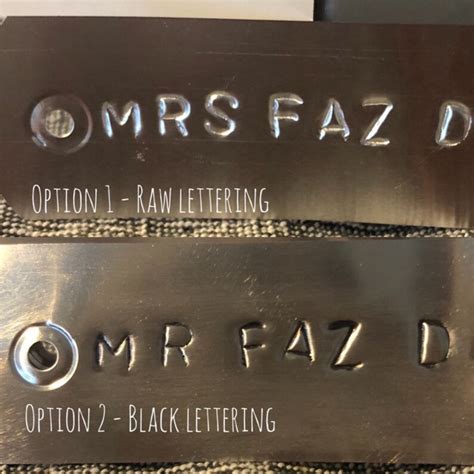 MRS FAZ D
Option 1 - Raw lettering
MR FAZ D
Option 2 - Black lettering